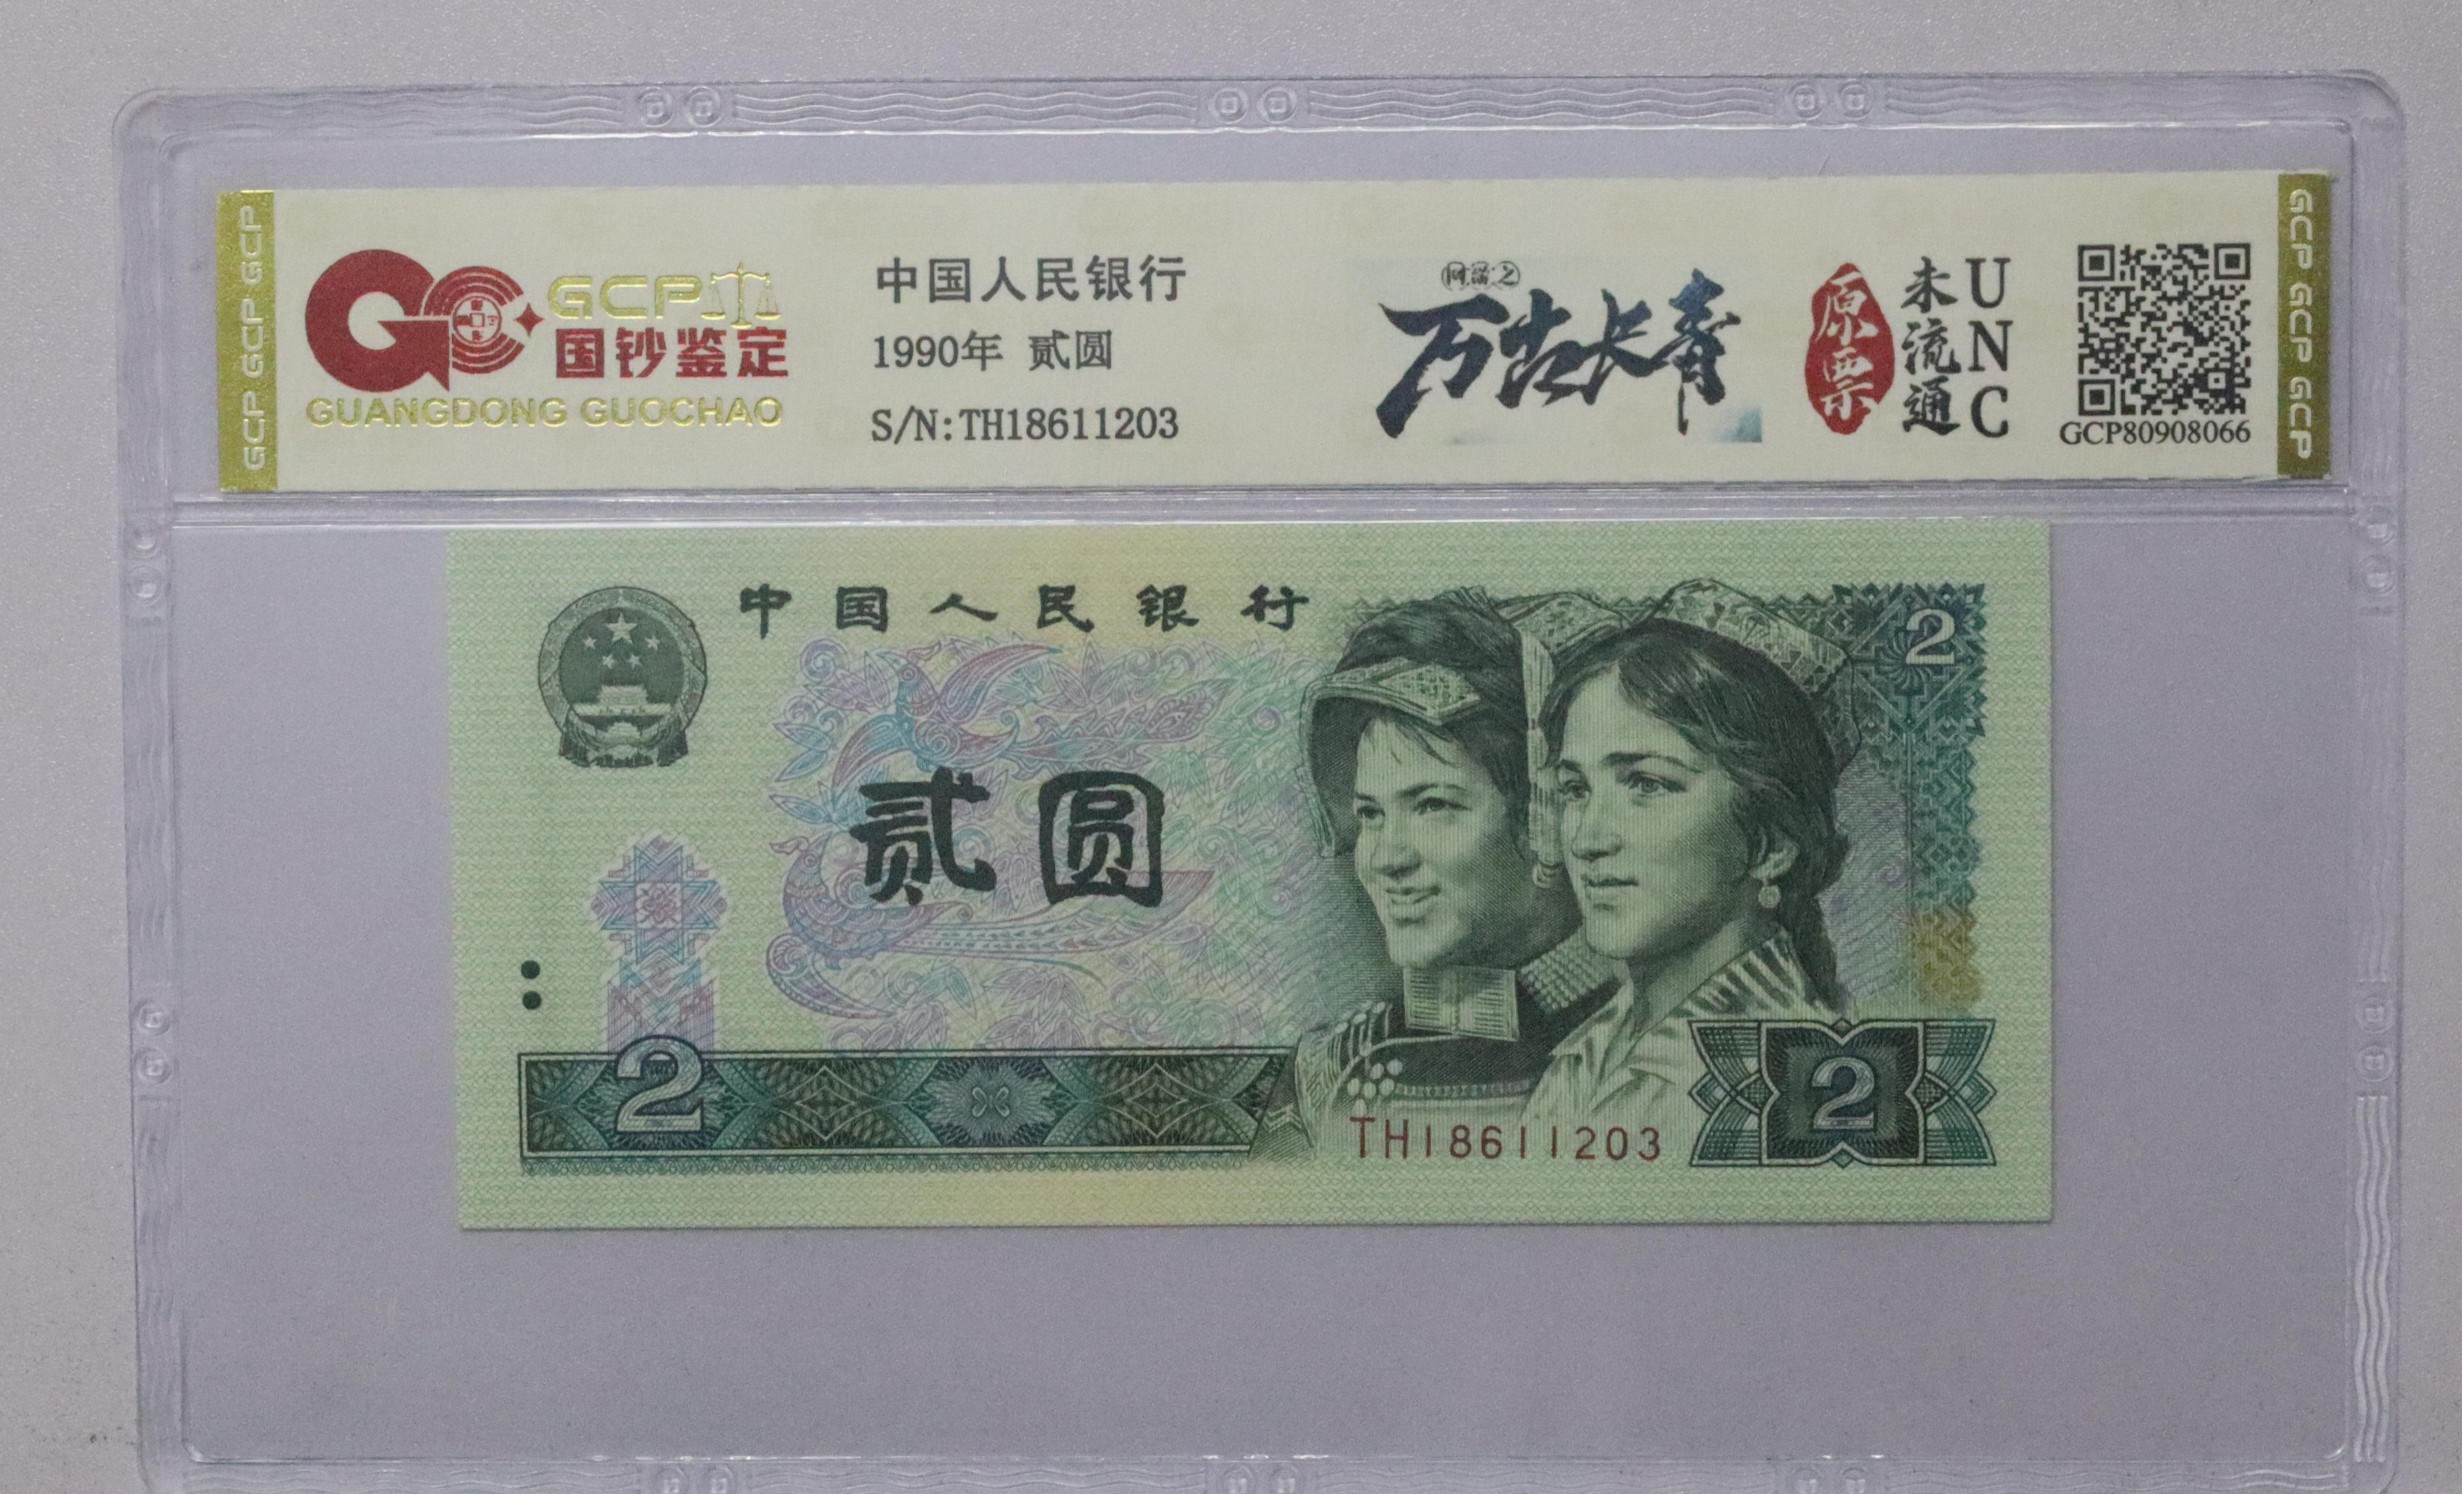 GCP GCP GCP
GCP
国钞鉴定
GUANGDONG GUOCHAO
中国人民银行
1990年 贰圆
S/N:TH18611203
万古长青
原票
未流通
UNC
GCP80908066
GCP GCP GCP
中国人民银行
2
贰圆
2
TH18611203
2